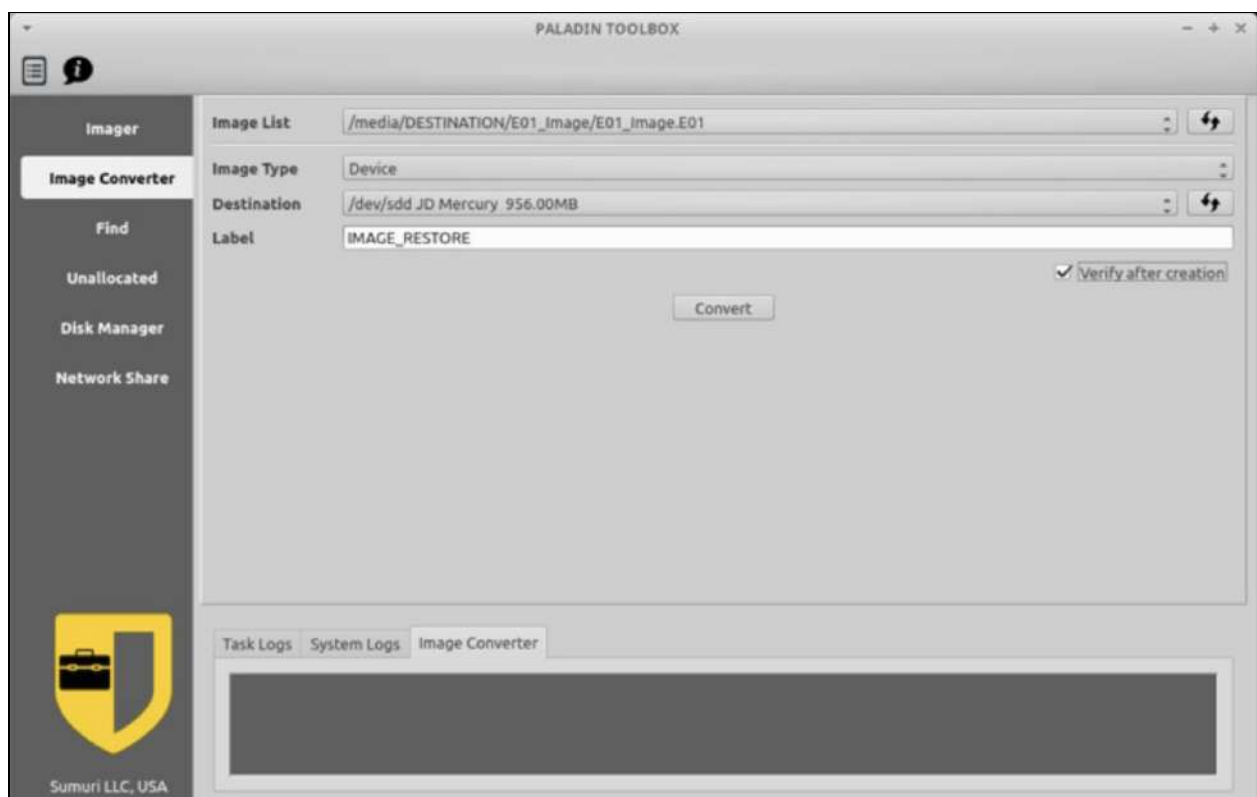 PALADIN TOOLBOX
Imager
Image Converter
Find
Unallocated
Disk Manager
Network Share
Image List /media/DESTINATION/E01_Image/E01_Image.E01
Image Type Device
Destination /dev/sdd JD Mercury 956.00MB
Label IMAGE_RESTORE
Verify after creation
Convert
Task Logs System Logs Image Converter
Sumuri LLC, USA